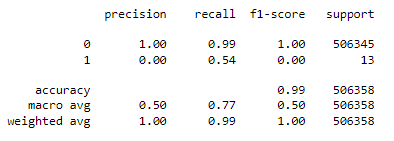 precision recall f1-score support
0 1.00 0.99 1.00 506345
1 0.00 0.54 0.00 13
accuracy 0.99 506358
macro avg 0.50 0.77 0.50 506358
weighted avg 1.00 0.99 1.00 506358